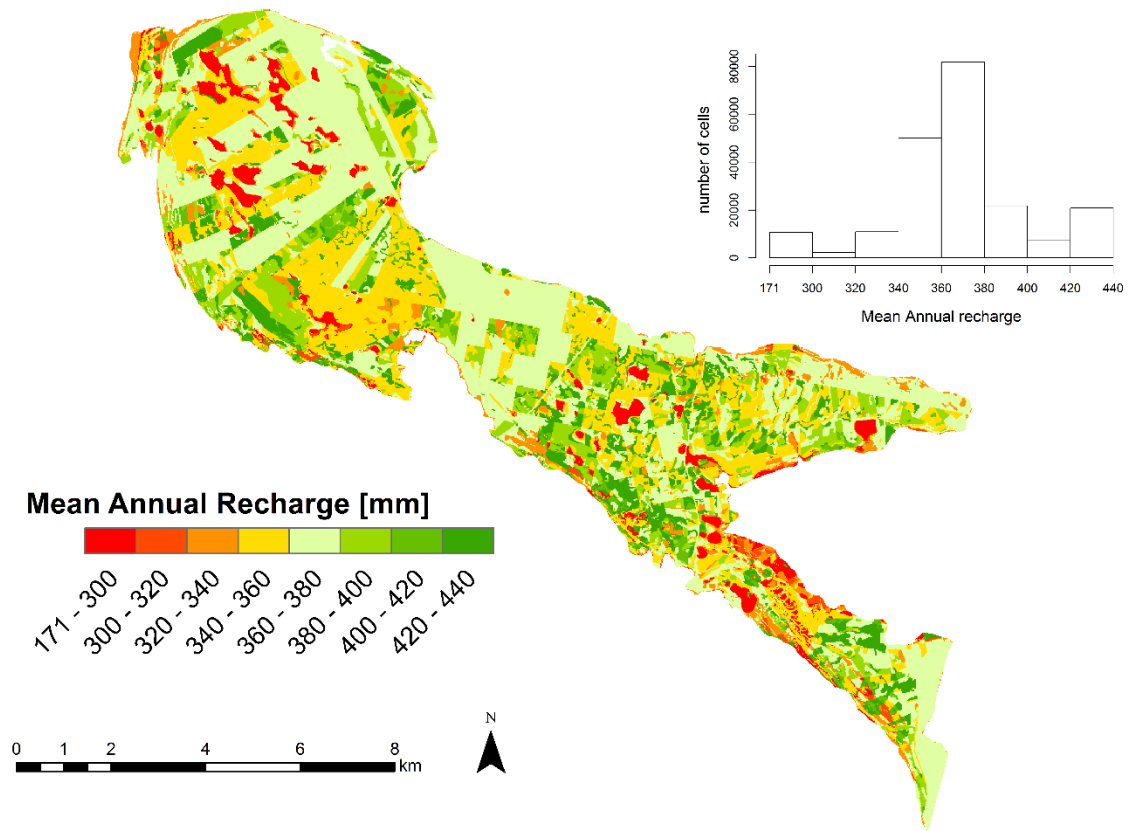 80000
60000
40000
20000
0
number of cells
171 300 320 340 360 380 400 420 440
Mean Annual recharge
Mean Annual Recharge [mm]
171 - 300
300 - 320
320 - 340
340 - 360
360 - 380
380 - 400
400 - 420
420 - 440
N
0 1 2 4 6 8
km